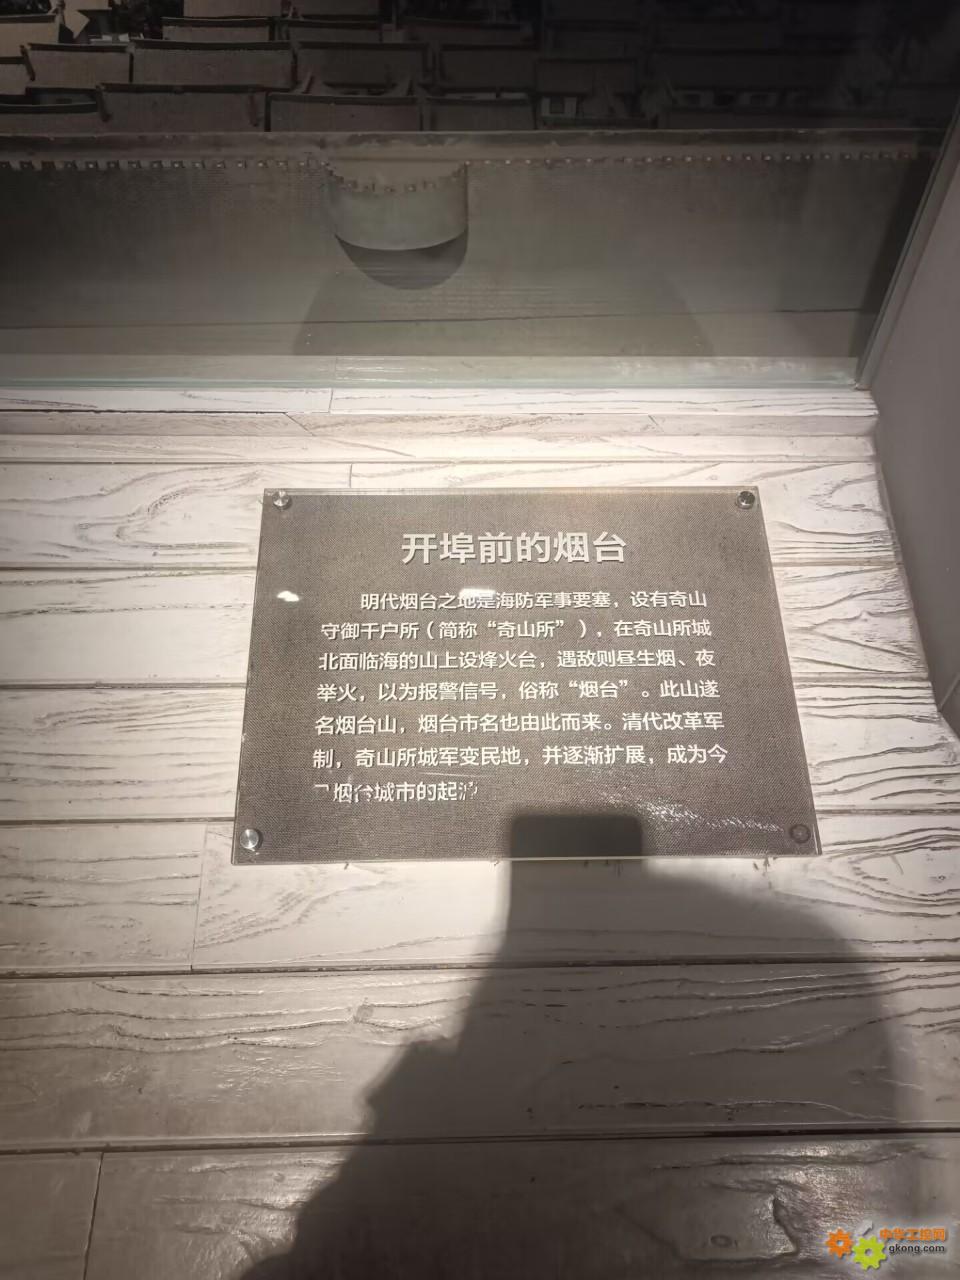 开埠前的烟台
明代烟台之地是海防军事要塞，设有奇山
守御千户所（简称“奇山所”），在奇山所城
北面临海的山上设烽火台，遇敌则昼生烟、夜
举火，以为报警信号，俗称“烟台”。此山遂
名烟台山，烟台市名也由此而来。清代改革军
制，奇山所城军变民地，并逐渐扩展，成为今
烟台城市的起
中华工控网
gkong.com